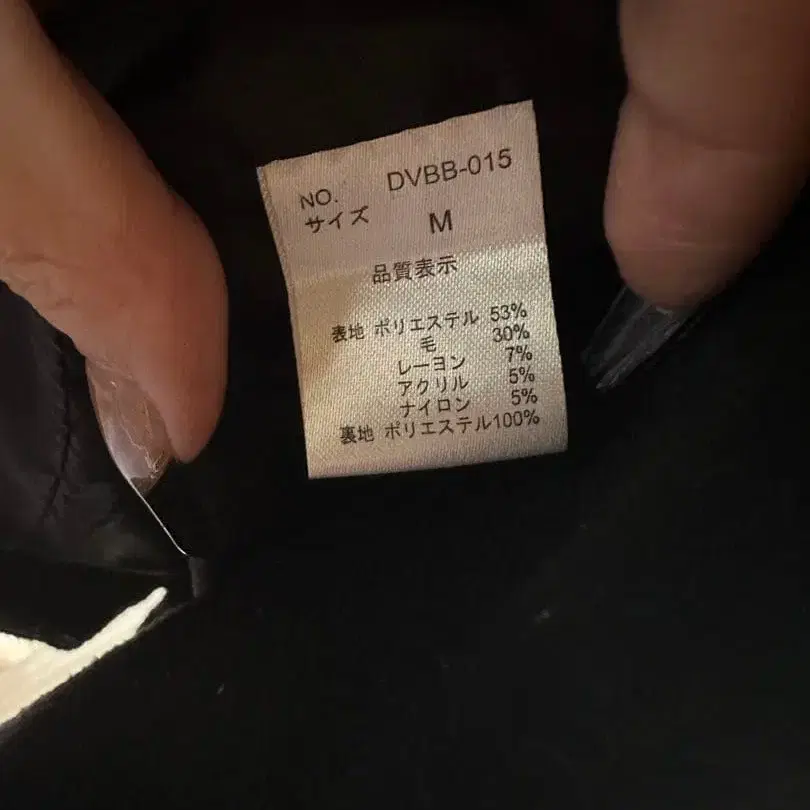 NO. DVBB-015
サイズ M
品質表示
表地 ポリエステル 53%
毛 30%
レーヨン 7%
アクリル 5%
ナイロン 5%
裏地 ポリエステル100%